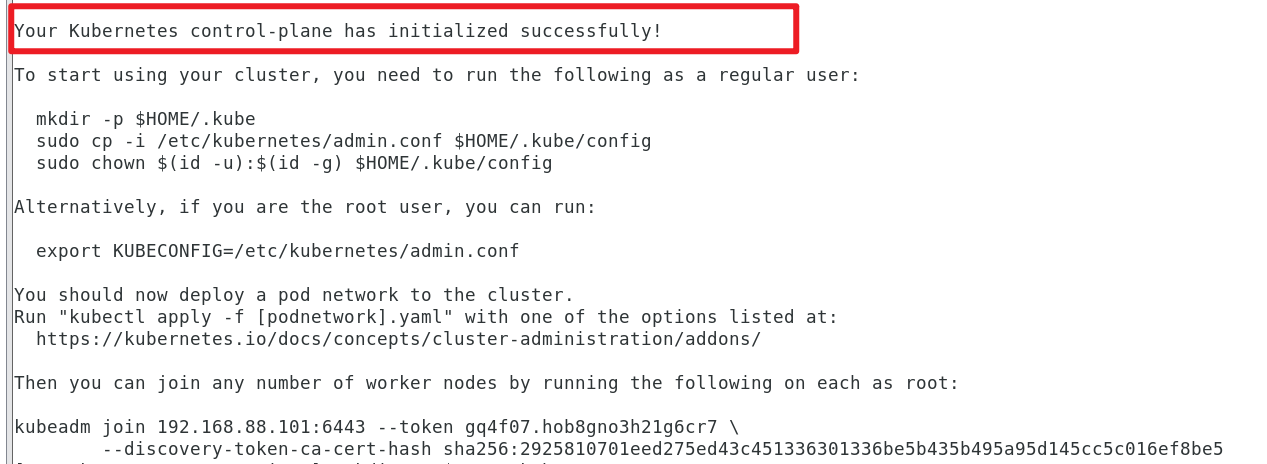 Your Kubernetes control-plane has initialized successfully!
To start using your cluster, you need to run the following as a regular user:
mkdir -p $HOME/.kube
sudo cp -i /etc/kubernetes/admin.conf $HOME/.kube/config
sudo chown $(id -u):$(id -g) $HOME/.kube/config
Alternatively, if you are the root user, you can run:
export KUBECONFIG=/etc/kubernetes/admin.conf
You should now deploy a pod network to the cluster.
Run "kubectl apply -f [podnetwork].yaml" with one of the options listed at:
https://kubernetes.io/docs/concepts/cluster-administration/addons/
Then you can join any number of worker nodes by running the following on each as root:
kubeadm join 192.168.88.101:6443 --token gq4f07.hob8gno3h21g6cr7 \
--discovery-token-ca-cert-hash sha256:2925810701eed275ed43c451336301336be5b435b495a95d145cc5c016ef8be5